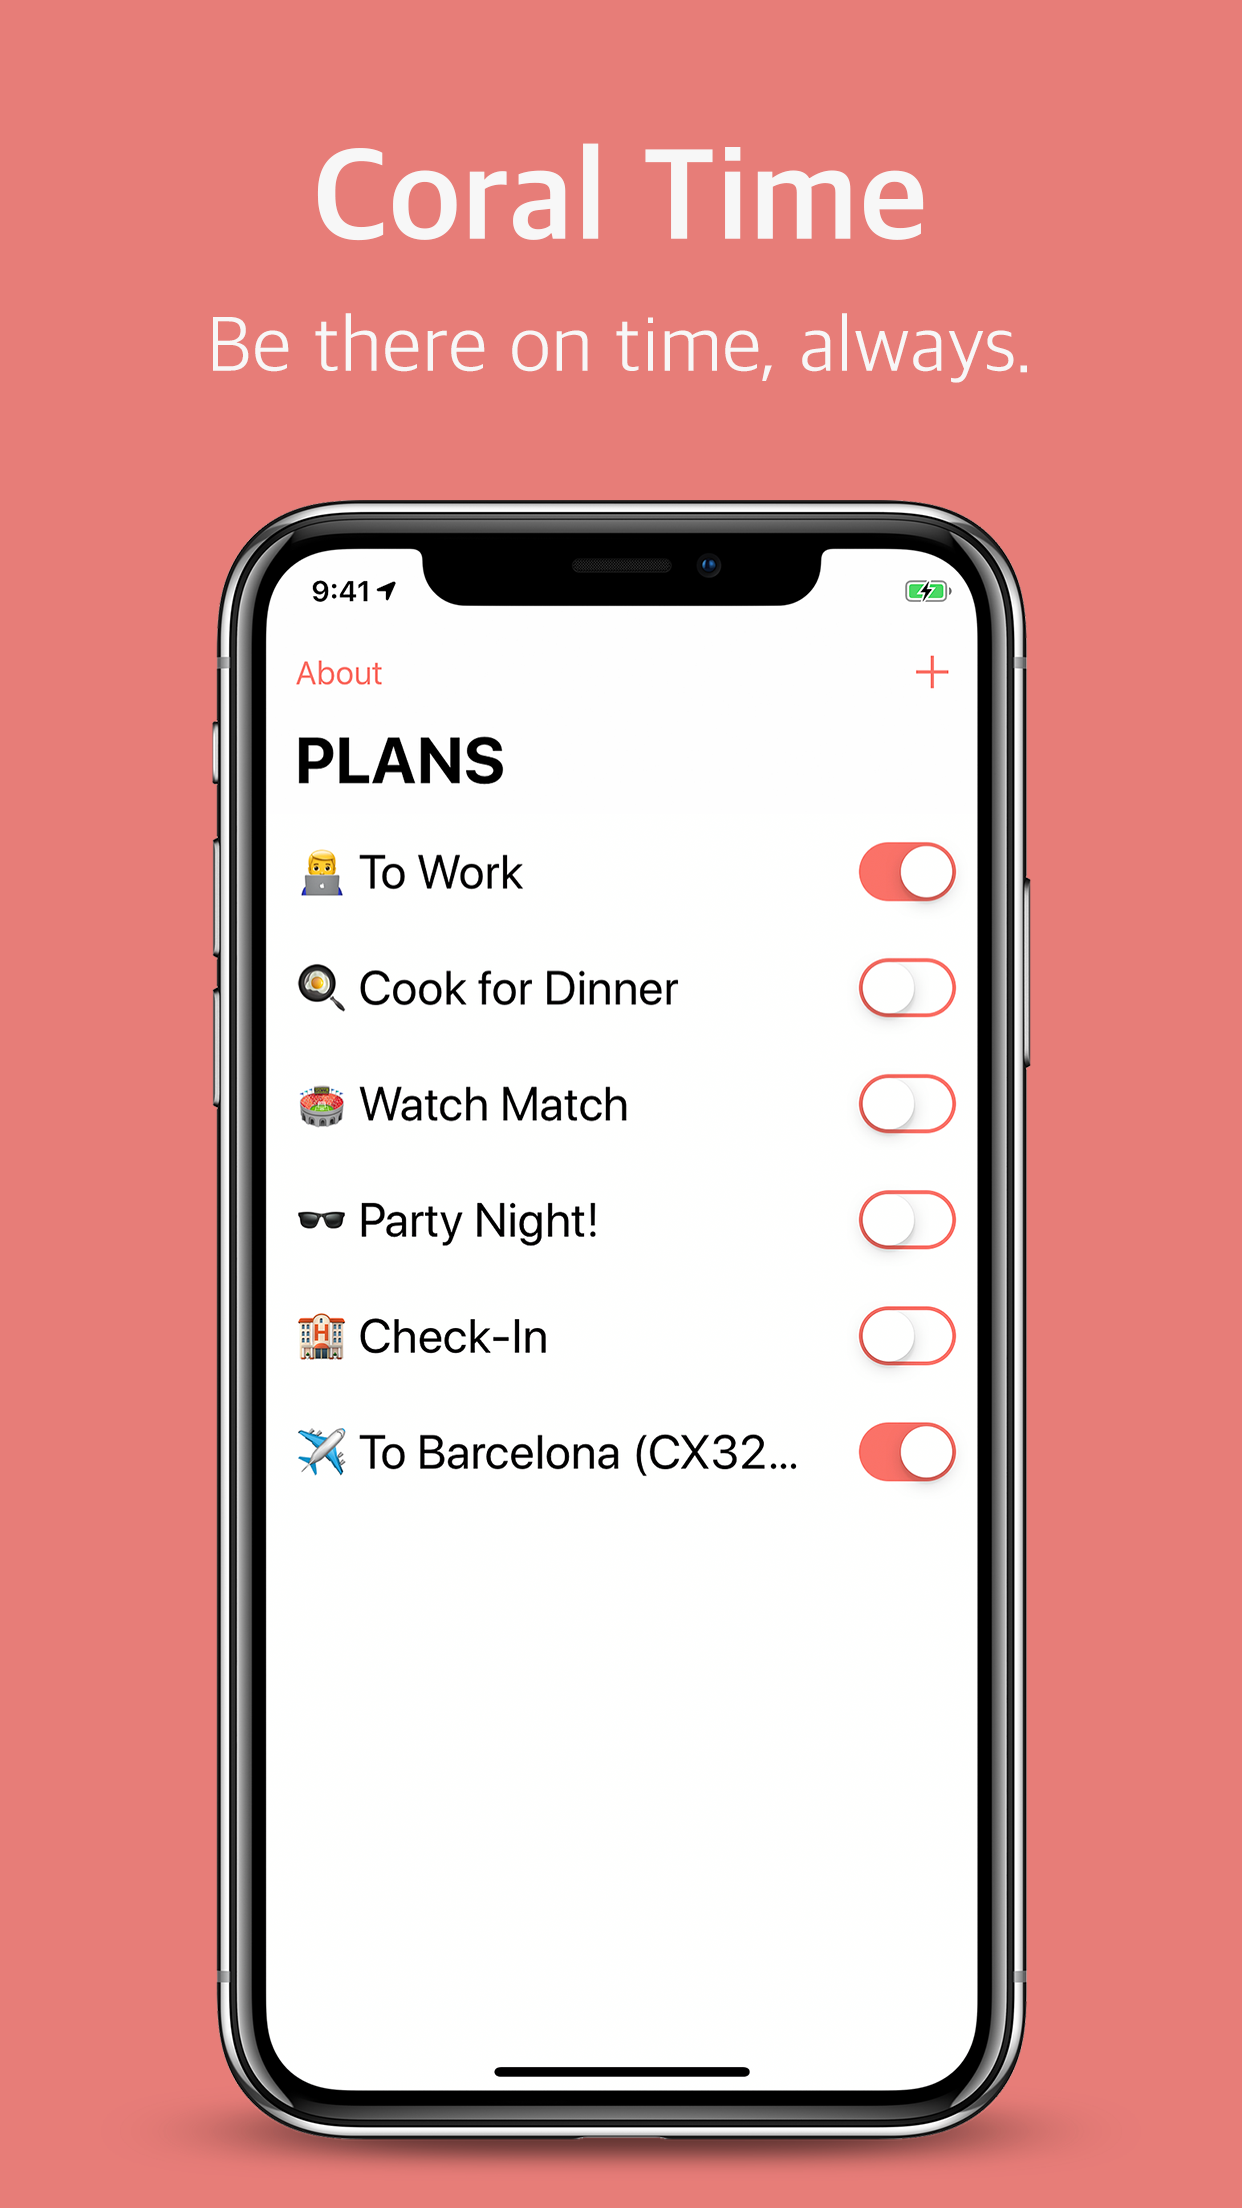 Coral Time
Be there on time, always.
9:41
About
PLANS
To Work
Cook for Dinner
Watch Match
Party Night!
Check-In
To Barcelona (CX32...